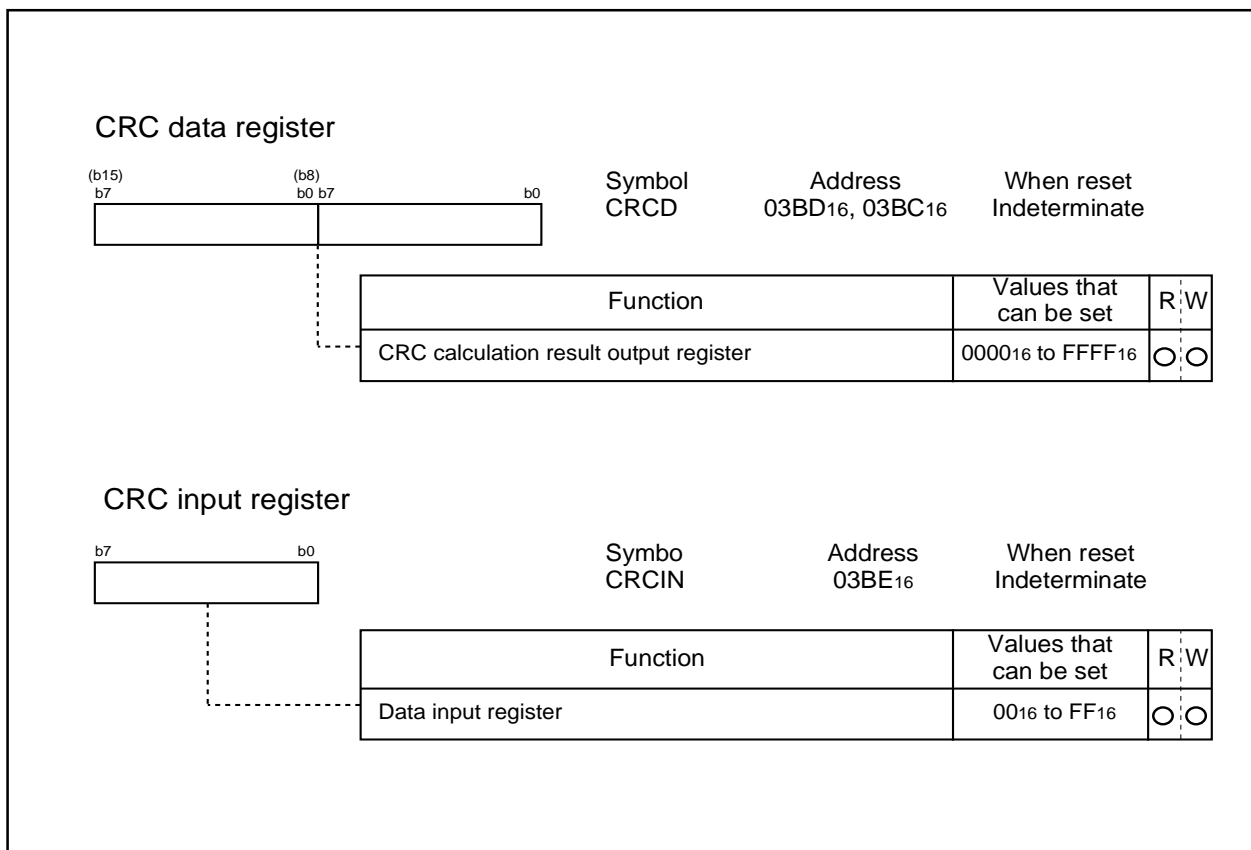 CRC data register
(b15) (b8)
b7 b0 b7 b0
Symbol Address When reset
CRCD 03BD16, 03BC16 Indeterminate
Function Values that can be set R W
CRC calculation result output register 000016 to FFFF16
CRC input register
b7 b0
Symbo Address When reset
CRCIN 03BE16 Indeterminate
Function Values that can be set R W
Data input register 0016 to FF16